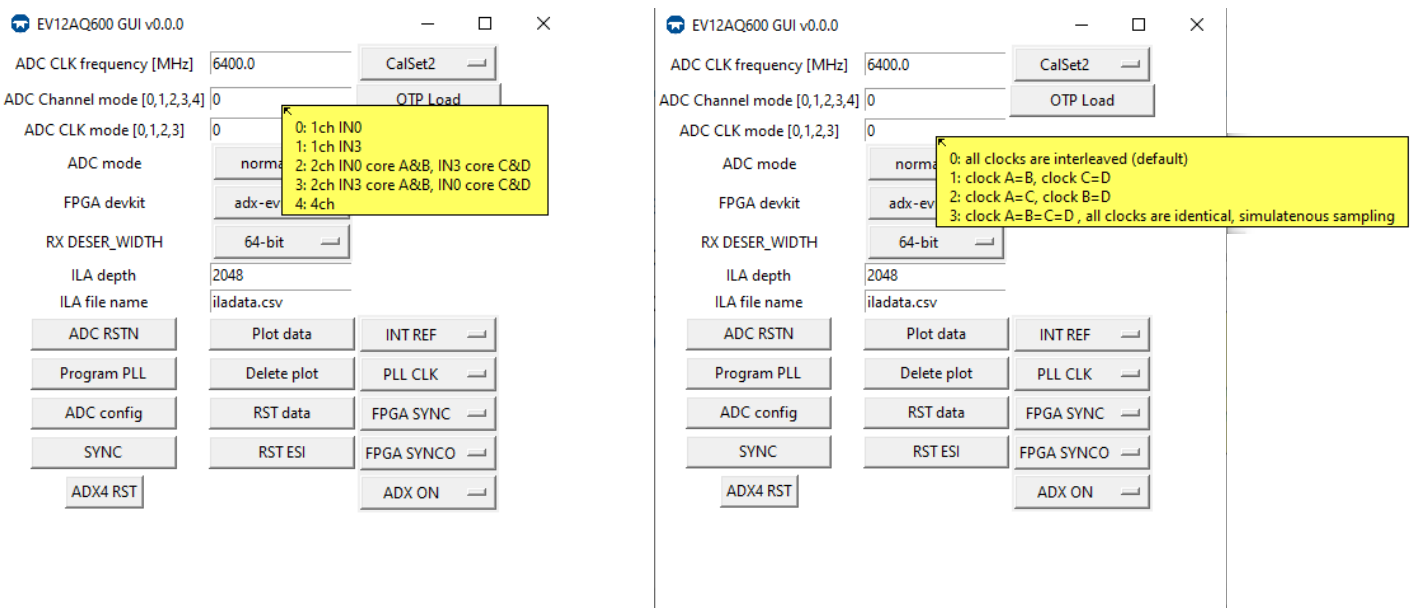 EV12AQ600 GUI v0.0.0
ADC CLK frequency [MHz] 6400.0 CalSet2
ADC Channel mode [0,1,2,3,4] 0 OTP Load
0: 1ch IN0
1: 1ch IN3
2: 2ch IN0 core A&B, IN3 core C&D
3: 2ch IN3 core A&B, IN0 core C&D
4: 4ch
ADC CLK mode [0,1,2,3] 0
ADC mode norma
FPGA devkit adx-ev
RX DESER_WIDTH 64-bit
ILA depth 2048
ILA file name iladata.csv
ADC RSTN Plot data INT REF
Program PLL Delete plot PLL CLK
ADC config RST data FPGA SYNC
SYNC RST ESI FPGA SYNCO
ADX4 RST ADX ON
EV12AQ600 GUI v0.0.0
ADC CLK frequency [MHz] 6400.0 CalSet2
ADC Channel mode [0,1,2,3,4] 0 OTP Load
ADC CLK mode [0,1,2,3] 0
0: all clocks are interleaved (default)
1: clock A=B, clock C=D
2: clock A=C, clock B=D
3: clock A=B=C=D , all clocks are identical, simulatenous sampling
ADC mode norma
FPGA devkit adx-ev
RX DESER_WIDTH 64-bit
ILA depth 2048
ILA file name iladata.csv
ADC RSTN Plot data INT REF
Program PLL Delete plot PLL CLK
ADC config RST data FPGA SYNC
SYNC RST ESI FPGA SYNCO
ADX4 RST ADX ON